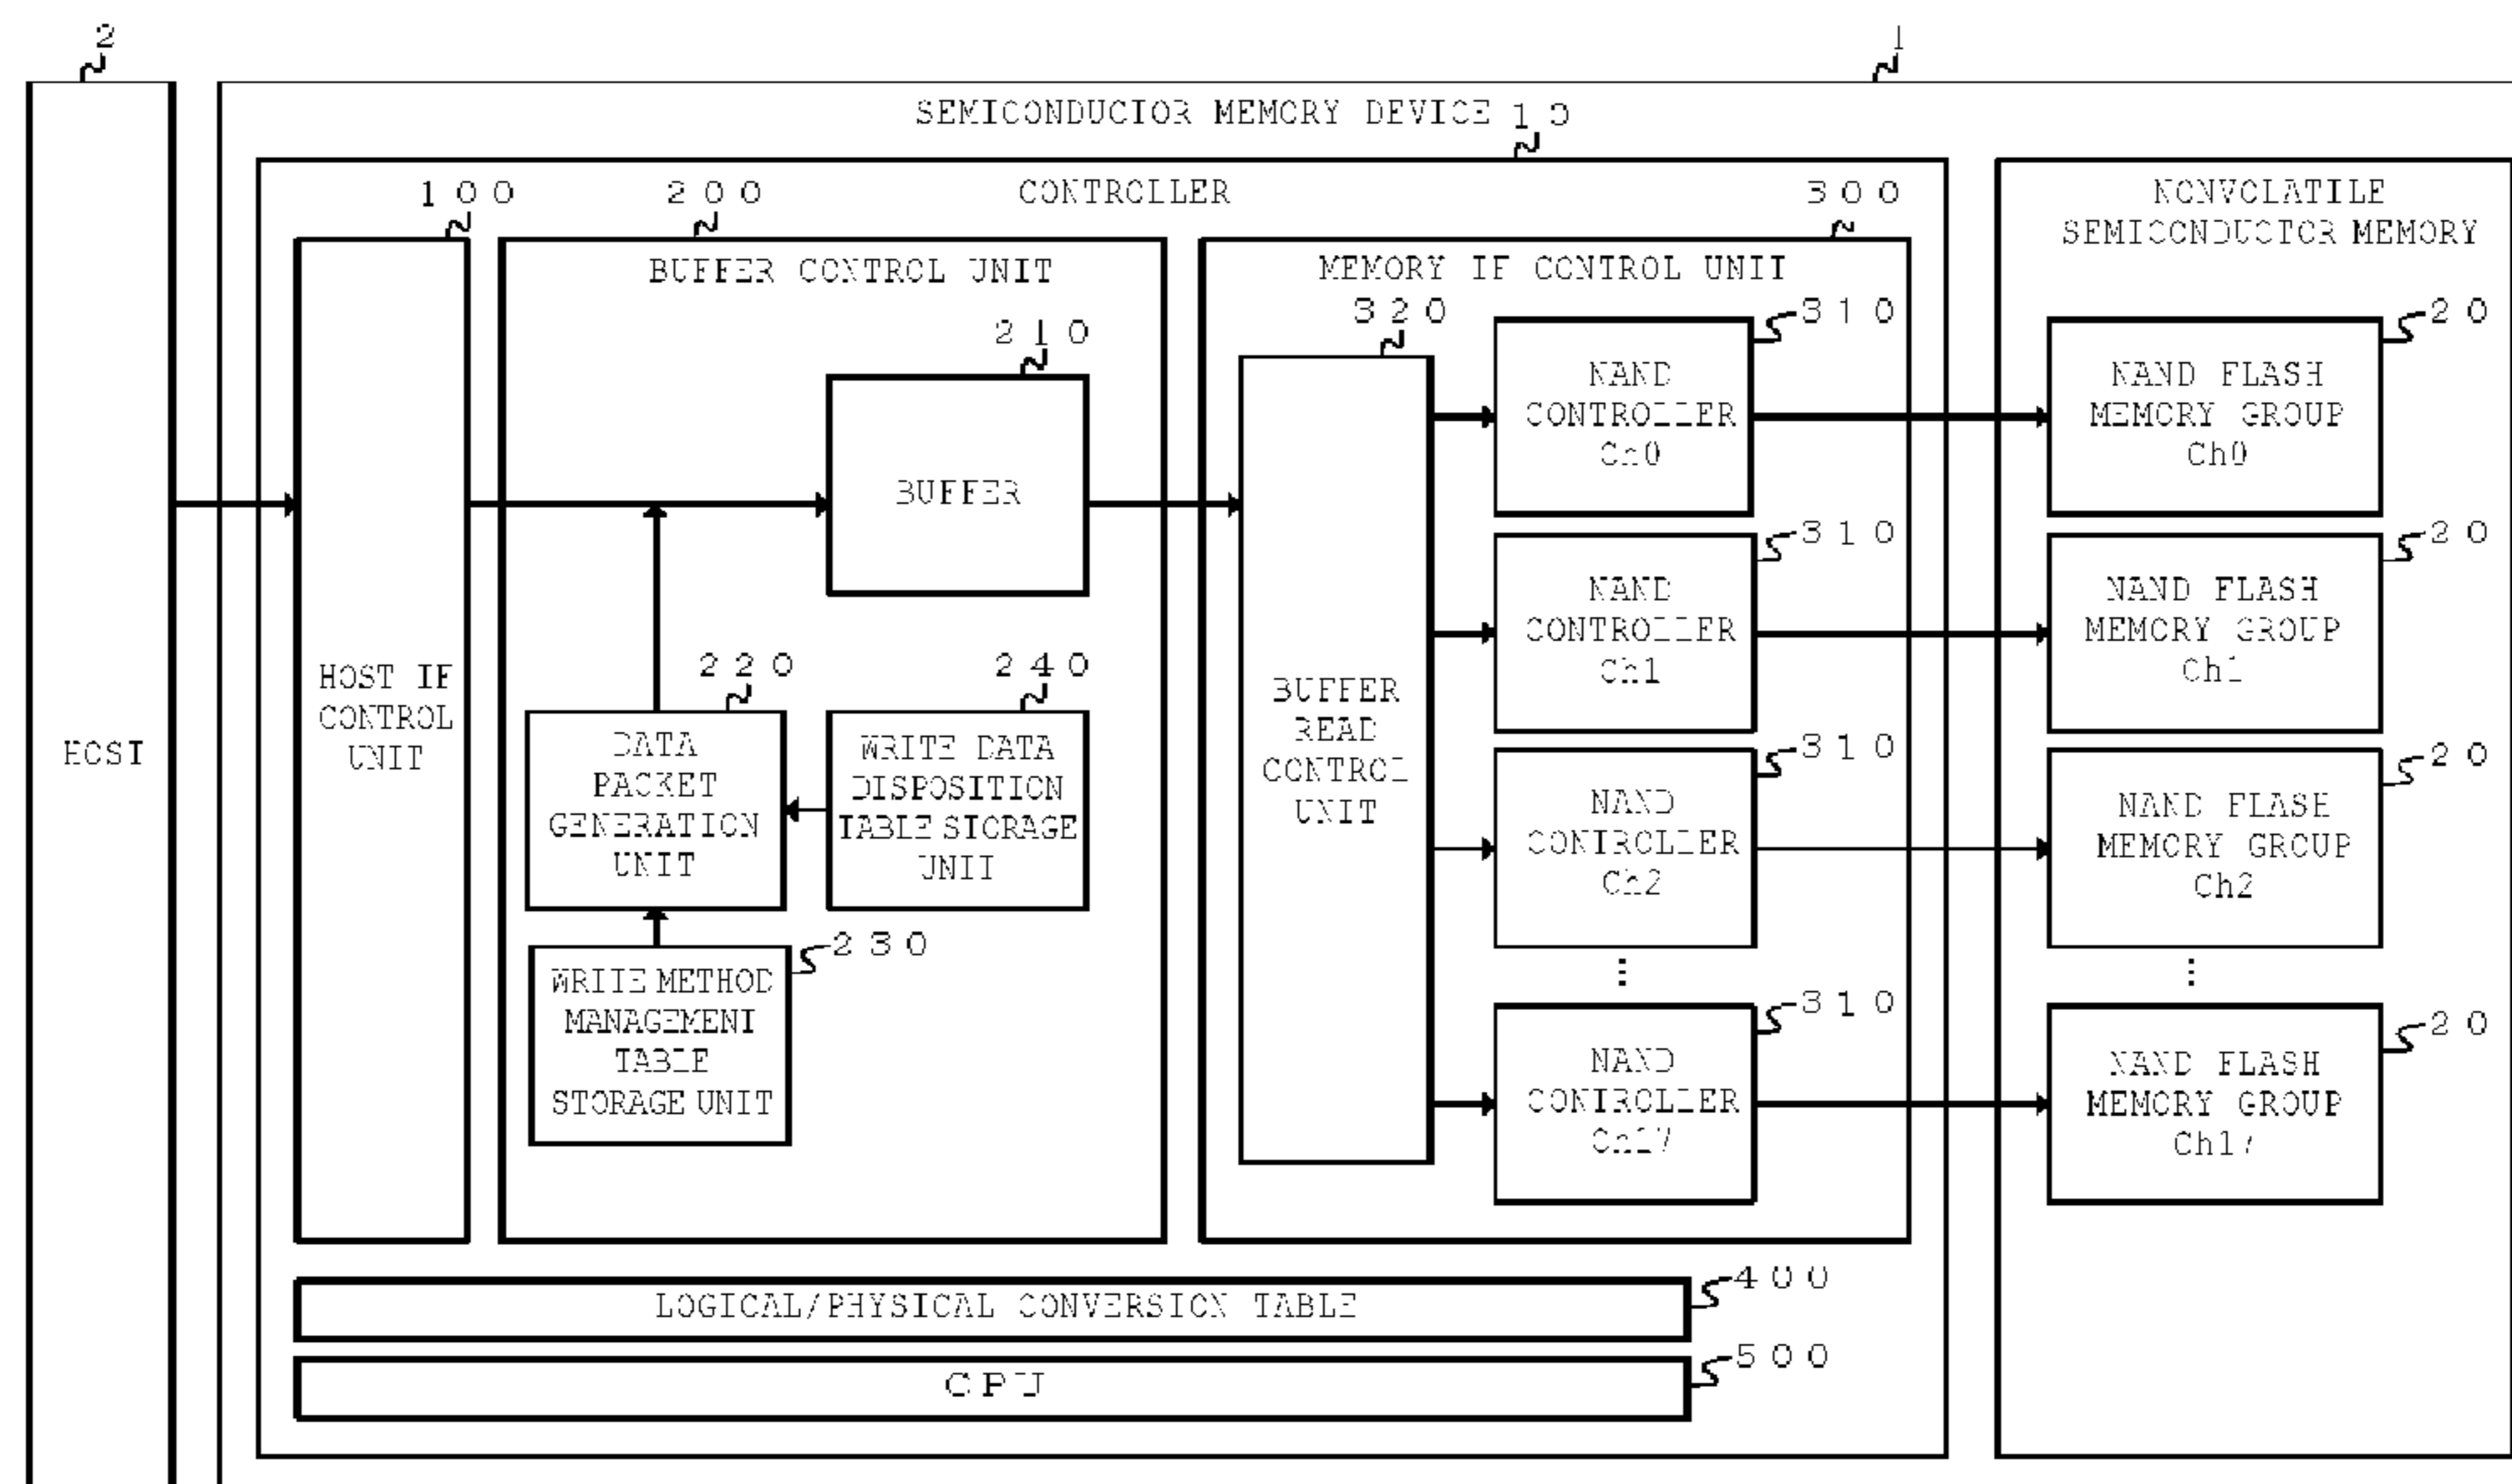 2
1
SEMICONDUCTIOR MEMORY DEVICE 10
100
200
CONTROLLER
300
NONVOLATILE
SEMICONDUCTOR MEMORY
BUFFER CONTROL UNIT
MEMORY IF CONTROL UNIT
210
320
310
20
BUFFER
NAND
CONTROLLER
Ch0
NAND FLASH
MEMORY GROUP
Ch0
310
20
NAND
CONTROLLER
Ch1
NAND FLASH
MEMORY GROUP
Ch1
HOST
HOST IF
CONTROL
UNIT
220
240
DATA
PACKET
GENERATION
UNIT
WRITE DATA
DISPOSITION
TABLE STORAGE
UNIT
BUFFER
READ
CONTROL
UNIT
310
20
NAND
CONTROLLER
Ch2
NAND FLASH
MEMORY GROUP
Ch2
230
WRITE METHOD
MANAGEMENT
TABLE
STORAGE UNIT
310
20
NAND
CONTROLLER
Ch17
NAND FLASH
MEMORY GROUP
Ch17
LOGICAL/PHYSICAL CONVERSION TABLE
400
CPU
500